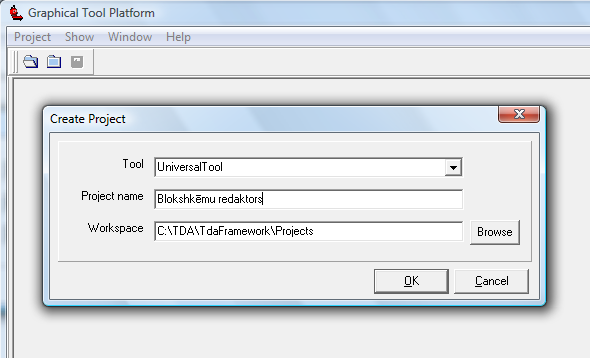 Graphical Tool Platform
Project Show Window Help
Create Project
Tool UniversalTool
Project name Blokshkēmu redaktors
Workspace C:\TDA\TdaFramework\Projects Browse
OK Cancel